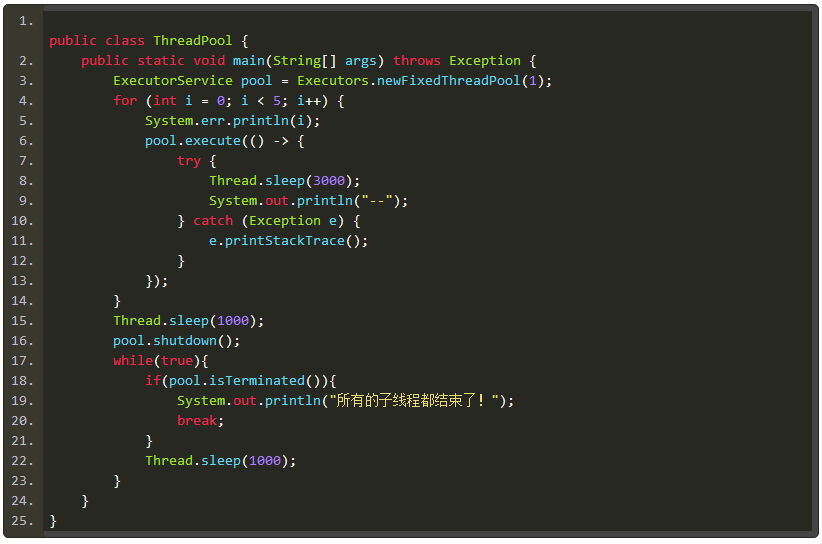 1.
public class ThreadPool {
2.     public static void main(String[] args) throws Exception {
3.         ExecutorService pool = Executors.newFixedThreadPool(1);
4.         for (int i = 0; i < 5; i++) {
5.             System.err.println(i);
6.             pool.execute(() -> {
7.                 try {
8.                     Thread.sleep(3000);
9.                     System.out.println("--");
10.                 } catch (Exception e) {
11.                     e.printStackTrace();
12.                 }
13.             });
14.         }
15.         Thread.sleep(1000);
16.         pool.shutdown();
17.         while(true){
18.             if(pool.isTerminated()){
19.                 System.out.println("所有的子线程都结束了！");
20.                 break;
21.             }
22.             Thread.sleep(1000);
23.         }
24.     }
25. }